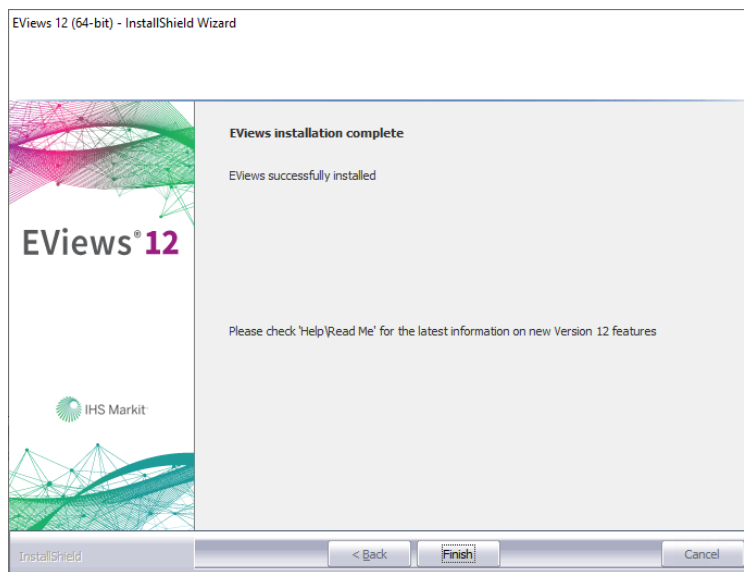 EViews 12 (64-bit) - InstallShield Wizard
EViews installation complete
EViews successfully installed
EViews® 12
Please check 'Help\Read Me' for the latest information on new Version 12 features
IHS Markit
InstallShield
< Back
Finish
Cancel